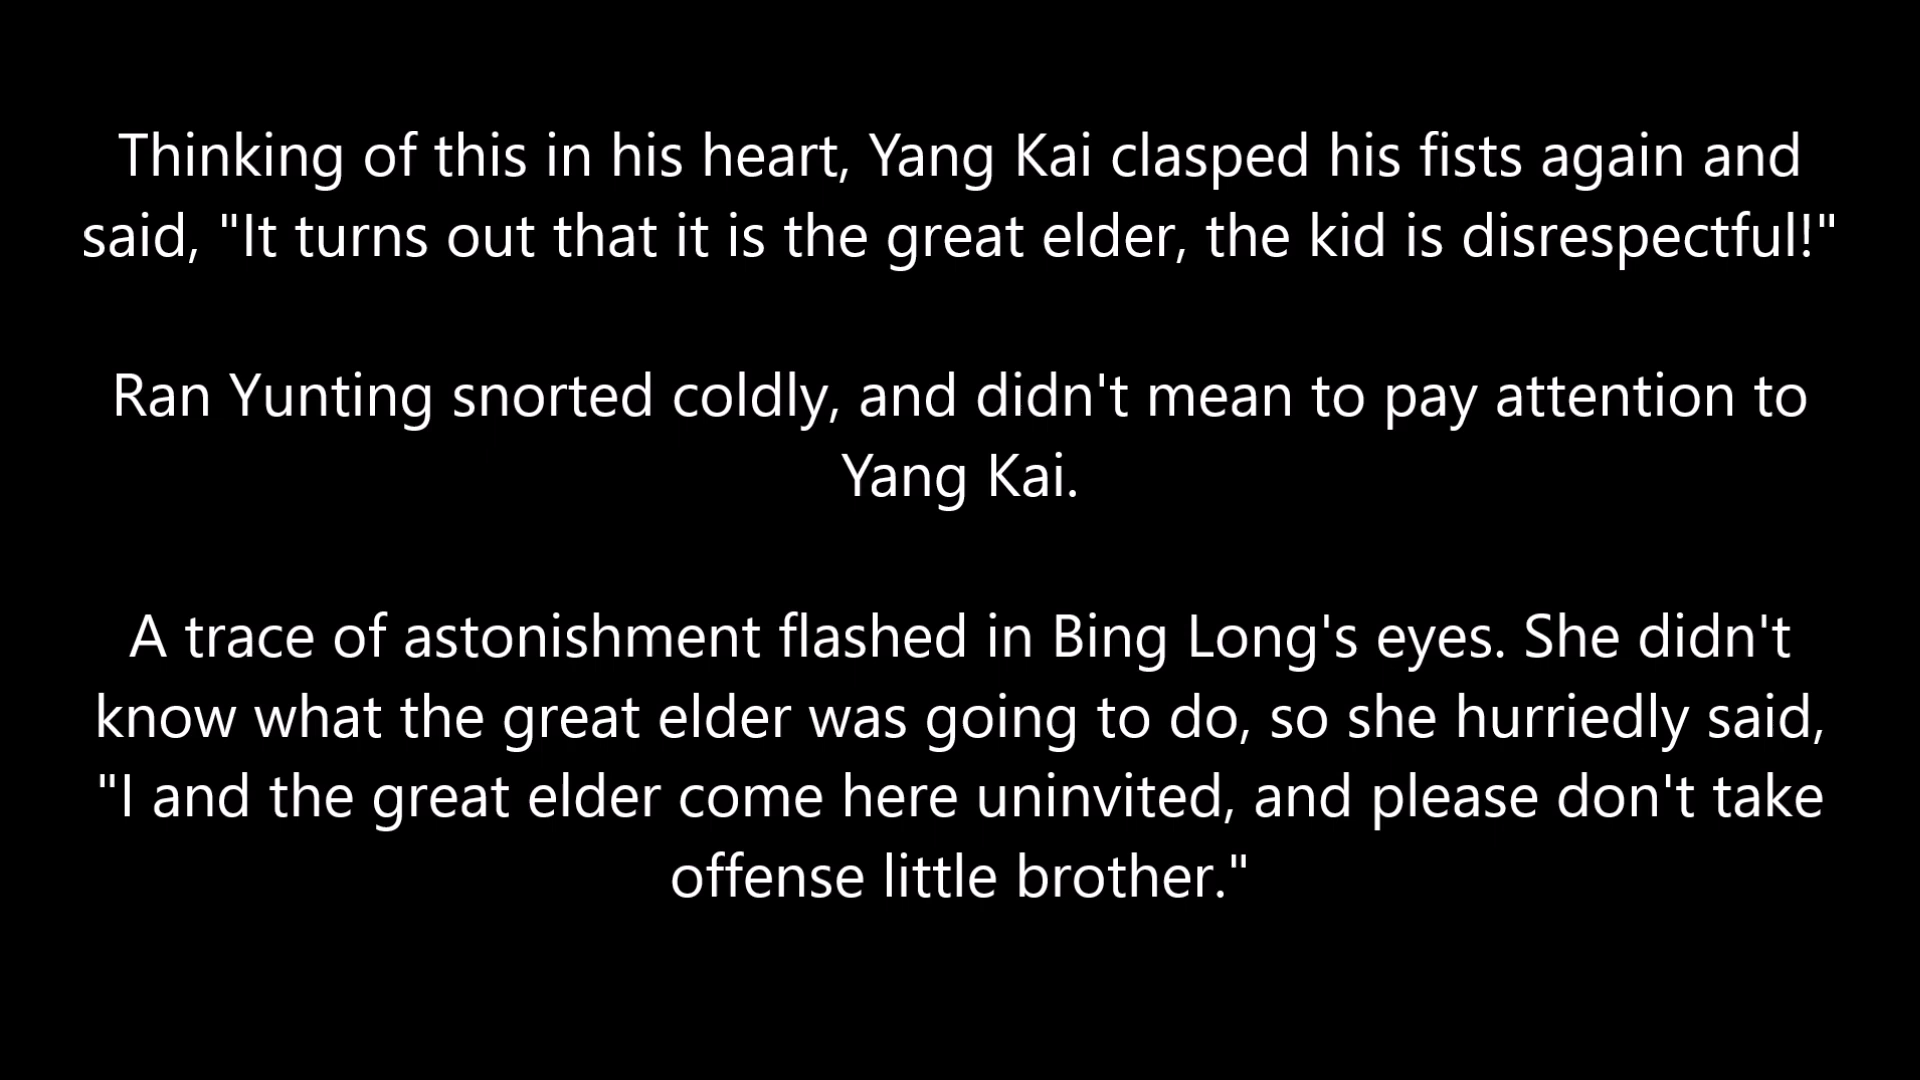 Thinking of this in his heart, Yang Kai clasped his fists again and
said, "It turns out that it is the great elder, the kid is disrespectful!"
Ran Yunting snorted coldly, and didn't mean to pay attention to
Yang Kai.
A trace of astonishment flashed in Bing Long's eyes. She didn't
know what the great elder was going to do, so she hurriedly said,
"I and the great elder come here uninvited, and please don't take
offense little brother."